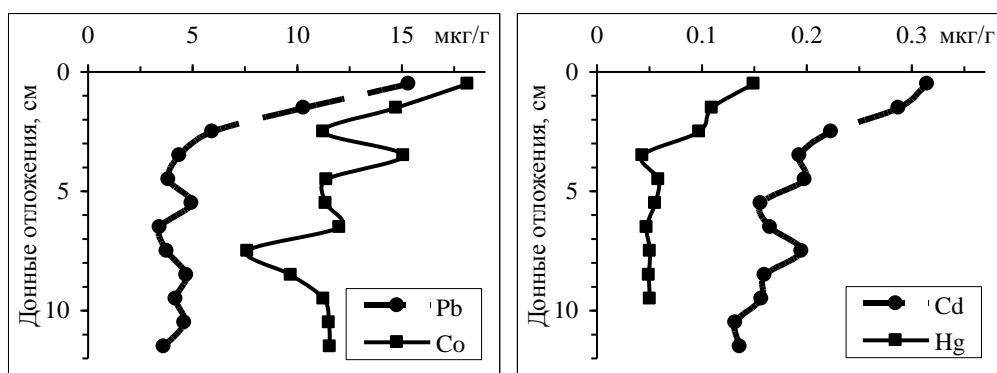 0 5 10 15 мкг/г
0
5
10
Донные отложения, см
Pb
Co
0 0.1 0.2 0.3 мкг/г
0
5
10
Донные отложения, см
Cd
Hg